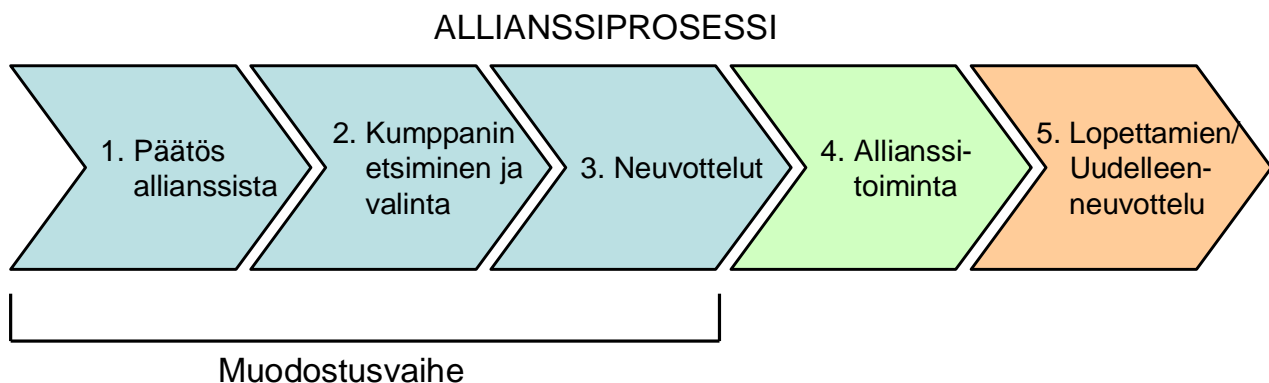 ALLIANSSIPROSESSI
1. Päätös
allianssista
2. Kumppanin
etsiminen ja
valinta
3. Neuvottelut
4. Allianssi-
toiminta
5. Lopettamien/
Uudelleen-
neuvottelu
Muodostusvaihe